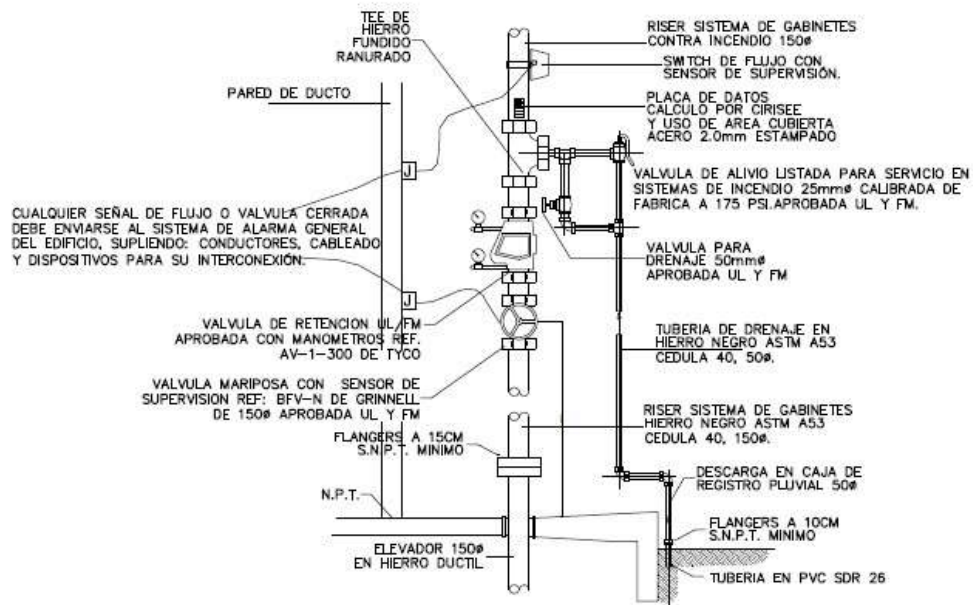 TEE DE
HIERRO
FUNDIDO
RANURADO
RISER SISTEMA DE GABINETES
CONTRA INCENDIO 150ø
SWITCH DE FLUJO CON
SENSOR DE SUPERVISIÓN.
PARED DE DUCTO
PLACA DE DATOS
CALCULO POR CIRISEE
Y USO DE AREA CUBIERTA
ACERO 2.0mm ESTAMPADO
J
VALVULA DE ALIVIO LISTADA PARA SERVICIO EN
SISTEMAS DE INCENDIO 25mmø CALIBRADA DE
FABRICA A 175 PSI.APROBADA UL Y FM.
CUALQUIER SEÑAL DE FLUJO O VALVULA CERRADA
DEBE ENVIARSE AL SISTEMA DE ALARMA GENERAL
DEL EDIFICIO, SUPLIENDO: CONDUCTORES, CABLEADO
Y DISPOSITIVOS PARA SU INTERCONEXIÓN.
VALVULA PARA
DRENAJE 50mmø
APROBADA UL Y FM
J
VALVULA DE RETENCION UL/FM
APROBADA CON MANOMETROS REF.
AV-1-300 DE TYCO
TUBERIA DE DRENAJE EN
HIERRO NEGRO ASTM A53
CEDULA 40, 50ø.
VALVULA MARIPOSA CON SENSOR DE
SUPERVISION REF: BFV-N DE GRINNELL
DE 150ø APROBADA UL Y FM
RISER SISTEMA DE GABINETES
HIERRO NEGRO ASTM A53
CEDULA 40, 150ø.
FLANGERS A 15CM
S.N.P.T. MINIMO
DESCARGA EN CAJA DE
REGISTRO PLUVIAL 50ø
N.P.T.
FLANGERS A 10CM
S.N.P.T. MINIMO
ELEVADOR 150ø
EN HIERRO DUCTIL
TUBERIA EN PVC SDR 26